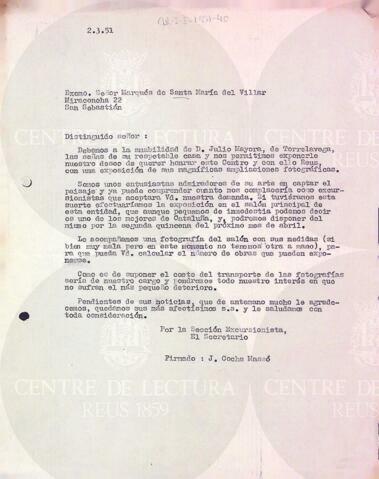 2.3.51
Excmo. Señor Marqués de Santa María del Villar
Miraconcha 22
San Sebastián
Distinguido señor :
Debemos a la amabilidad de D. Julio Mayora, de Torrelavega,
las señas de su respetable casa y nos permitimos exponerle
nuestro deseo de querer honrar este Centro y con ello Reus,
con una exposición de sus magníficas ampliaciones fotográficas.
Somos unos entusiastas admiradores de su arte en captar el
paisaje y ya puede comprender cuanto nos complacería como excur-
sionistas que aceptara Vd. nuestra demanda. Si tuviéramos esta
suerte efectuaríamos la exposición en el salón principal de
esta entidad, que aunque pequemos de inmodestia podemos decir
es uno de los mejores de Cataluña, y podremos disponer del
mismo por la segunda quincena del próximo mes de abril.
Le acompañamos una fotografía del salón con sus medidas (si
bien muy mala pero en este momento no tenemos otra a mano), pa-
ra que pueda Vd. calcular el número de obras que pueden expo-
nerse.
Como es de suponer el costo del transporte de las fotografías
sería de nuestro cargo y tendremos todo nuestro interés en que
no sufran el más pequeño deterioro.
Pendientes de sus noticias, que de antemano mucho le agrade-
cemos, quedamos sus más afectísimos s.s. y le saludamos con
toda consideración.
Por la Sección Excursionista,
El Secretario
Firmado : J. Cochs Massó
CENTRE DE LECTURA
REUS 1859